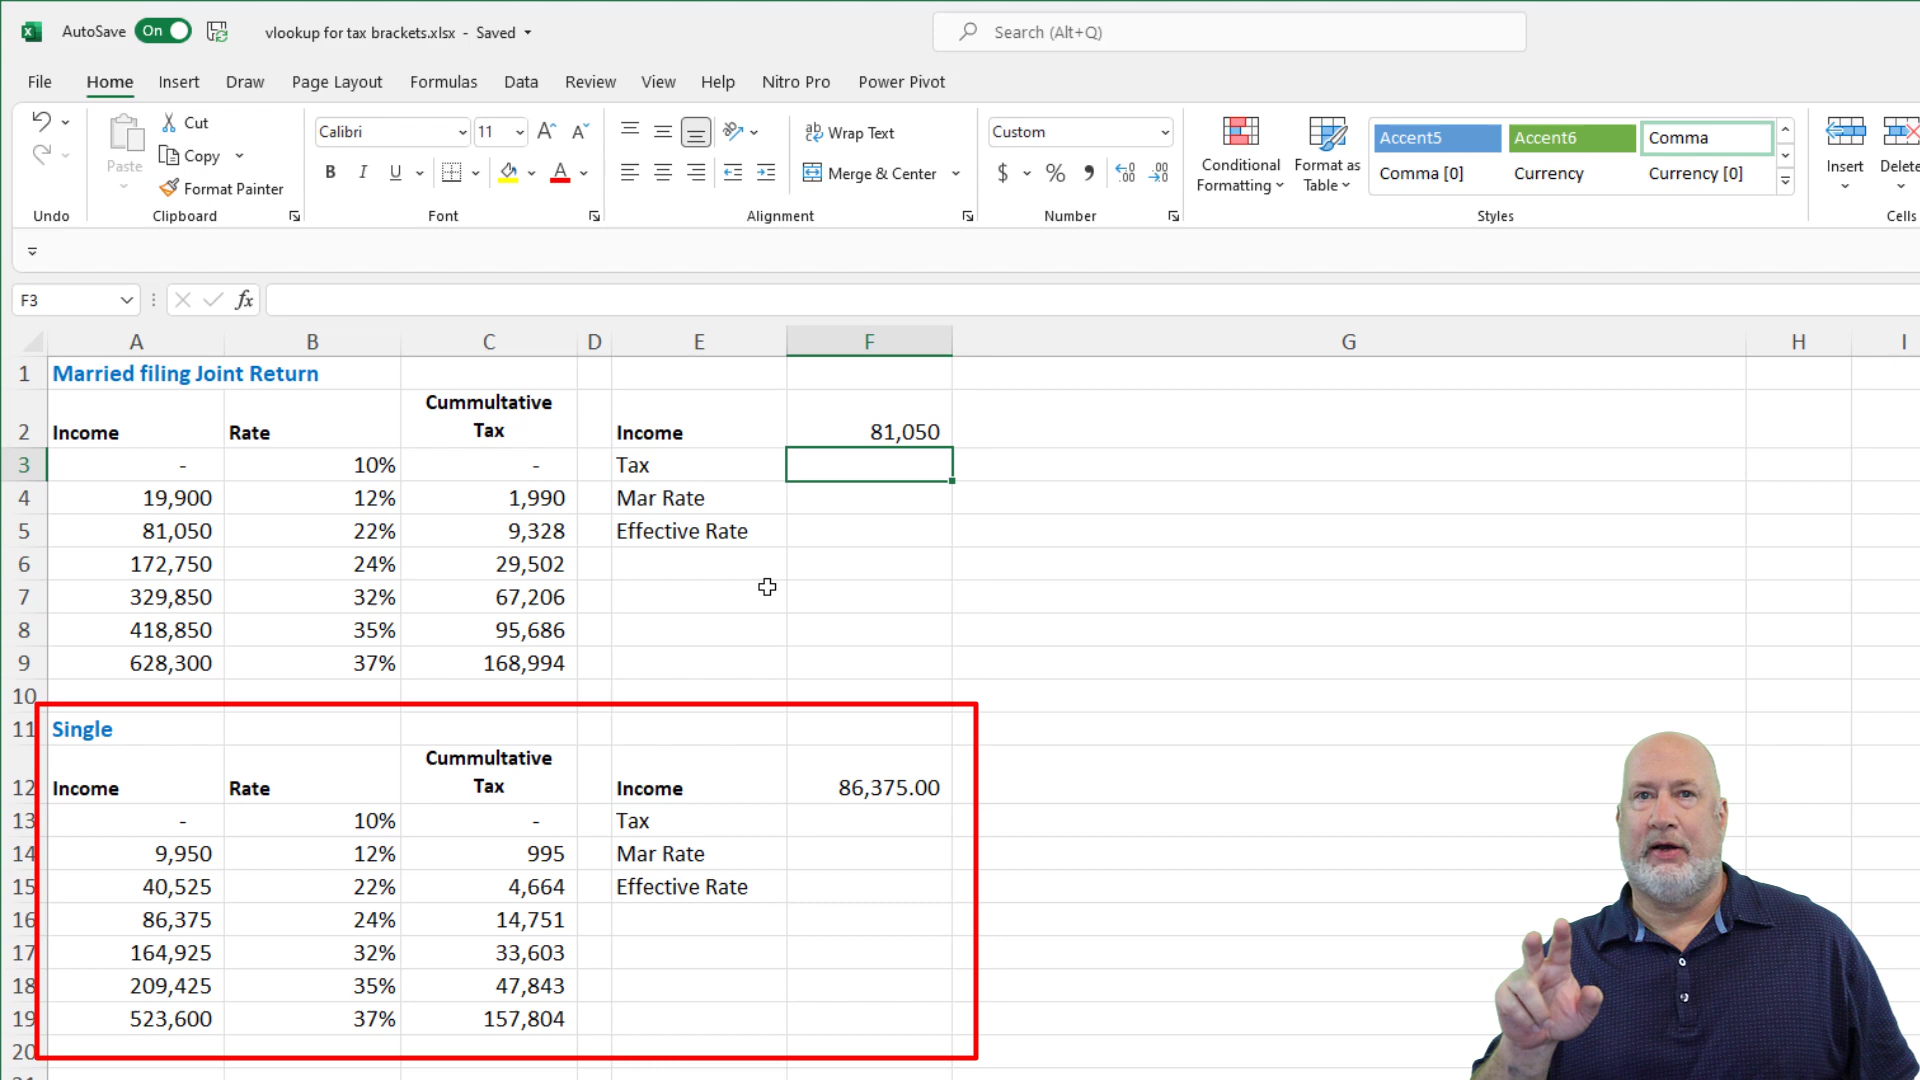 AutoSave On vlookup for tax brackets.xlsx - Saved Search (Alt+Q)
File Home Insert Draw Page Layout Formulas Data Review View Help Nitro Pro Power Pivot
Paste Cut Copy Format Painter
Calibri 11
B I U A
Wrap Text
Merge & Center
Custom
$ %
Conditional Formatting
Format as Table
Accent5 Accent6 Comma
Comma [0] Currency Currency [0]
Insert Delete
Undo Clipboard Font Alignment Number Styles Cells
F3 fx
A B C D E F G H I
1 Married filing Joint Return
Cummultative
2 Income Rate Tax Income 81,050
3 - 10% - Tax
4 19,900 12% 1,990 Mar Rate
5 81,050 22% 9,328 Effective Rate
6 172,750 24% 29,502
7 329,850 32% 67,206
8 418,850 35% 95,686
9 628,300 37% 168,994
10
11 Single
Cummultative
12 Income Rate Tax Income 86,375.00
13 - 10% - Tax
14 9,950 12% 995 Mar Rate
15 40,525 22% 4,664 Effective Rate
16 86,375 24% 14,751
17 164,925 32% 33,603
18 209,425 35% 47,843
19 523,600 37% 157,804
20